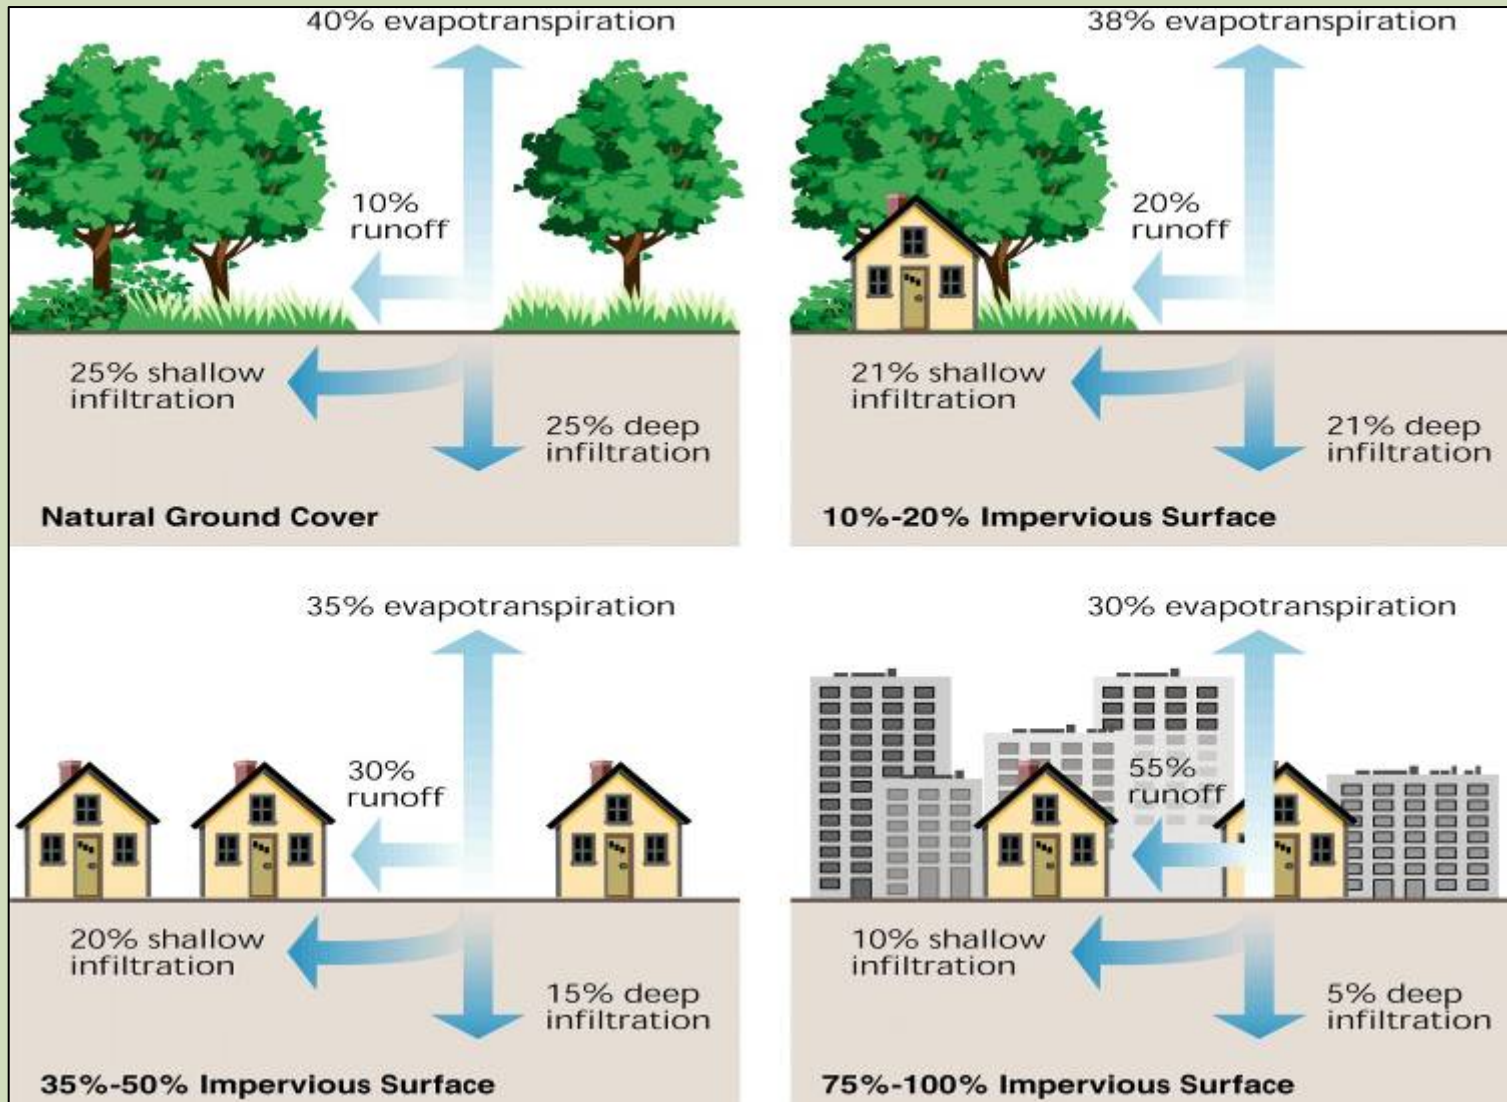 40% evapotranspiration
10%
runoff
25% shallow
infiltration
25% deep
infiltration
Natural Ground Cover
38% evapotranspiration
20%
runoff
21% shallow
infiltration
21% deep
infiltration
10%-20% Impervious Surface
35% evapotranspiration
30%
runoff
20% shallow
infiltration
15% deep
infiltration
35%-50% Impervious Surface
30% evapotranspiration
55%
runoff
10% shallow
infiltration
5% deep
infiltration
75%-100% Impervious Surface